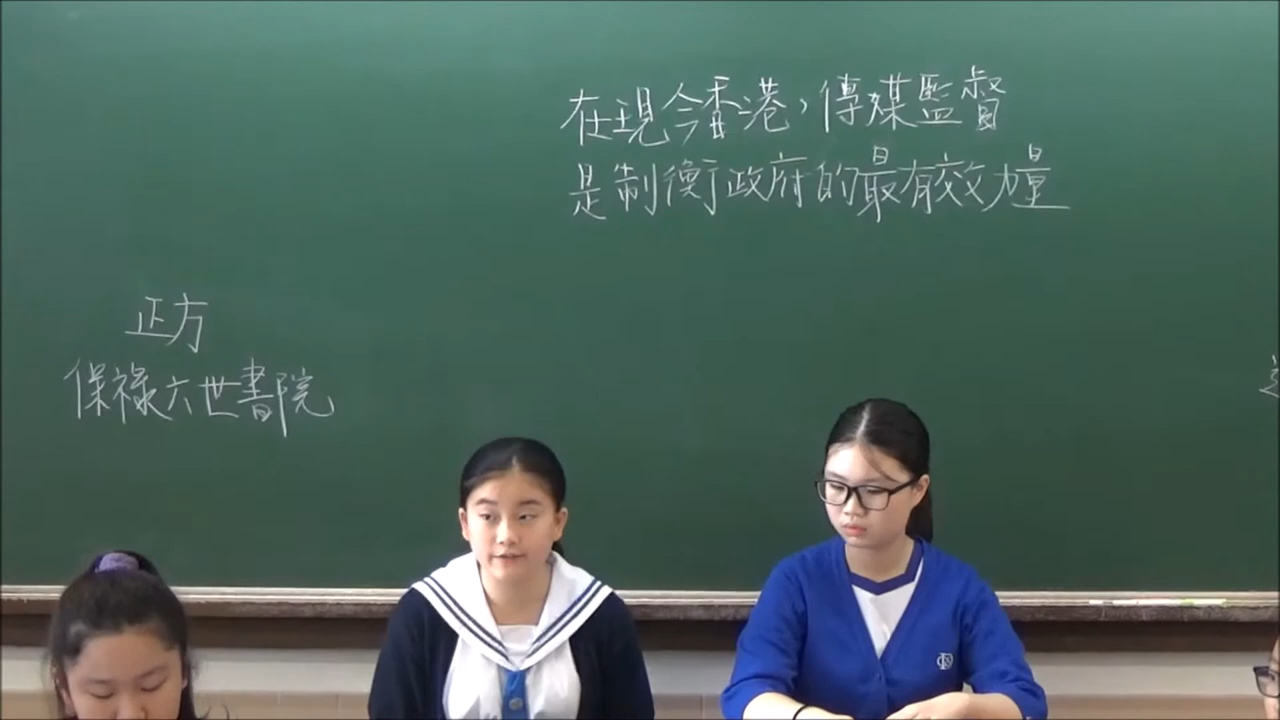 在現今香港，傳媒監督
是制衡政府的最有效力量
正方
保祿六世書院